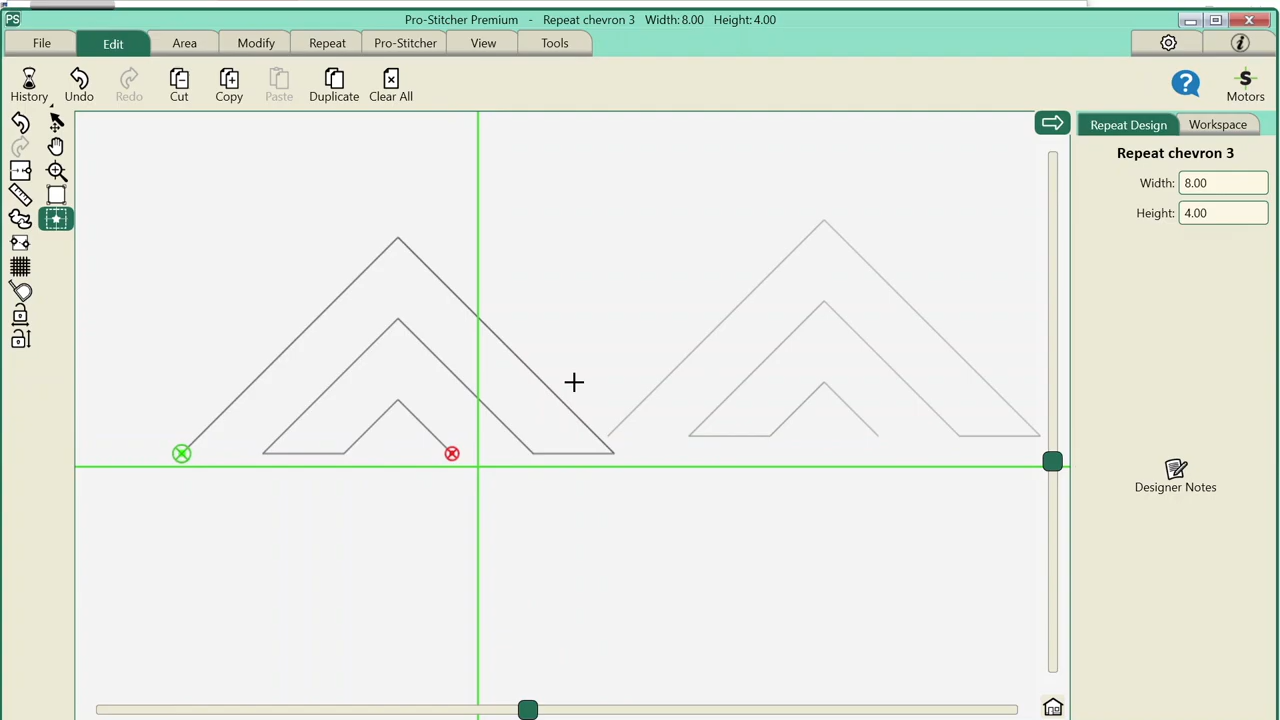 PS Pro-Stitcher Premium - Repeat chevron 3 Width: 8.00 Height: 4.00
File Edit Area Modify Repeat Pro-Stitcher View Tools
History Undo Redo Cut Copy Paste Duplicate Clear All ? S Motors
Repeat Design Workspace
Repeat chevron 3
Width: 8.00
Height: 4.00
Designer Notes